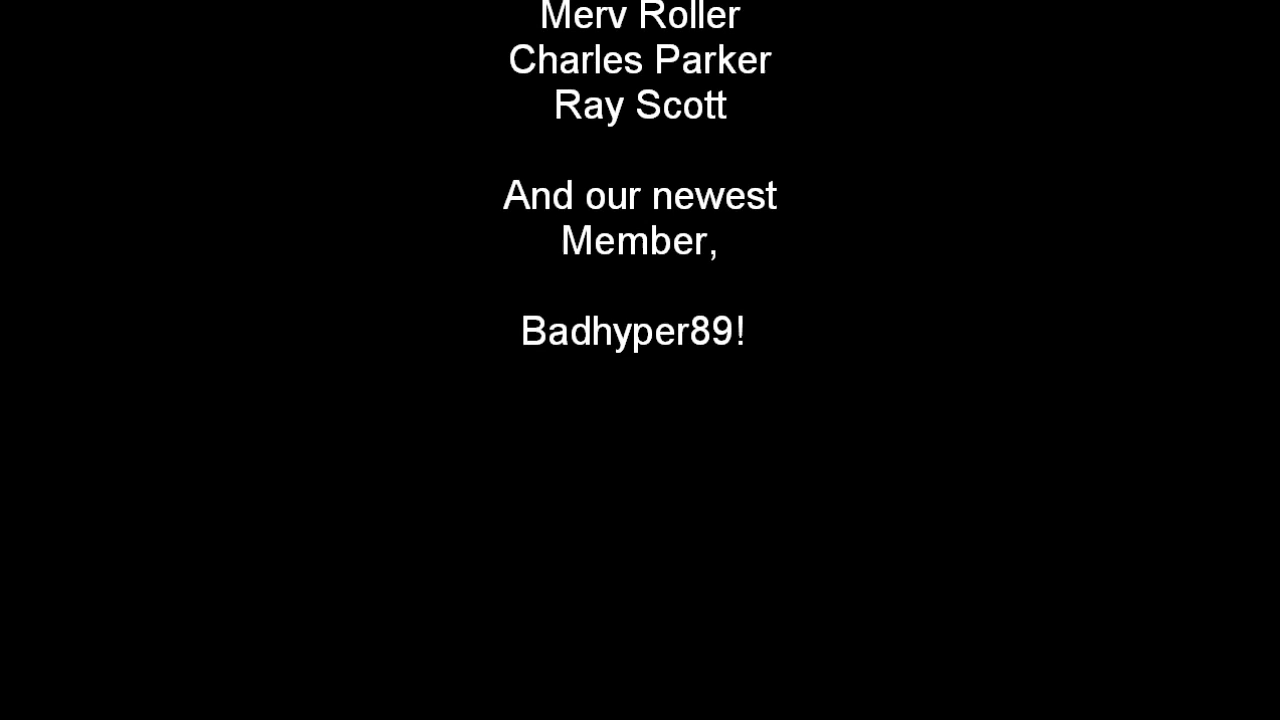 Merv Roller
Charles Parker
Ray Scott
And our newest
Member,
Badhyper89!